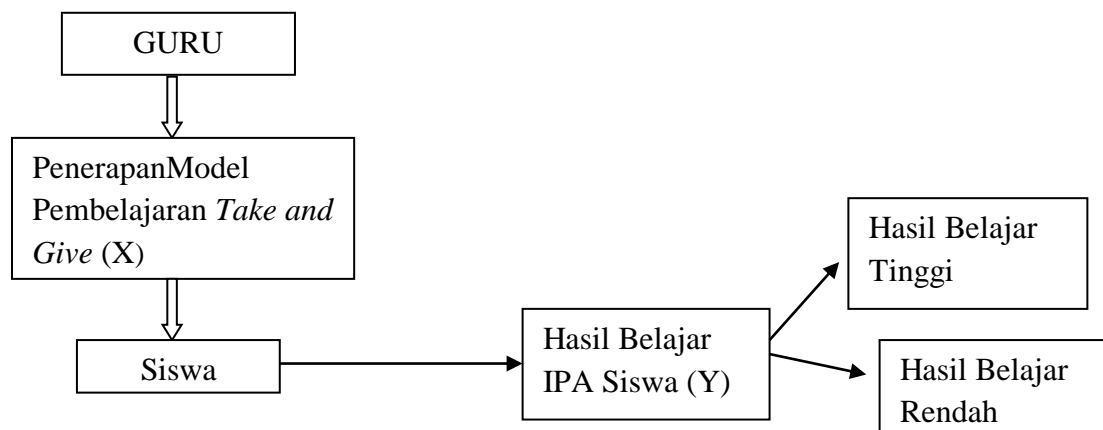 GURU
PenerapanModel
Pembelajaran Take and
Give (X)
Siswa
Hasil Belajar
IPA Siswa (Y)
Hasil Belajar
Tinggi
Hasil Belajar
Rendah